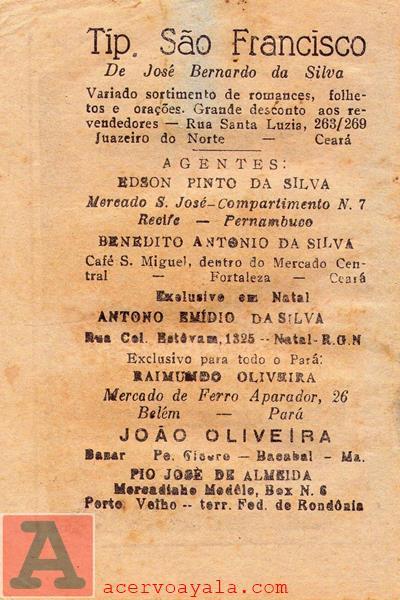 Tip. São Francisco
De José Bernardo da Silva
Variado sortimento de romances, folhe-
tos e orações. Grande desconto aos re-
vendedores — Rua Santa Luzia, 263/269
Juazeiro do Norte — Ceará
AGENTES:
EDSON PINTO DA SILVA
Mercado S. José-Compartimento N. 7
Recife — Pernambuco
BENEDITO ANTONIO DA SILVA
Café S. Miguel, dentro do Mercado Cen-
tral — Fortaleza — Ceará
Exclusivo em Natal
ANTONO EMÍDIO DA SILVA
Rua Cel. Estêvam, 1325 -- Natal-R.G.N
Exclusivo para todo o Pará:
RAIMUNDO OLIVEIRA
Mercado de Ferro Aparador, 26
Belém — Pará
JOÃO OLIVEIRA
Bazar Pe. Cicero — Bacabal — Ma.
PIO JOSÉ DE ALMEIDA
Mercadinho Modêlo, Box N. 6
Porto Velho -- terr. Fed. de Rondônia
A
acervoayala.com